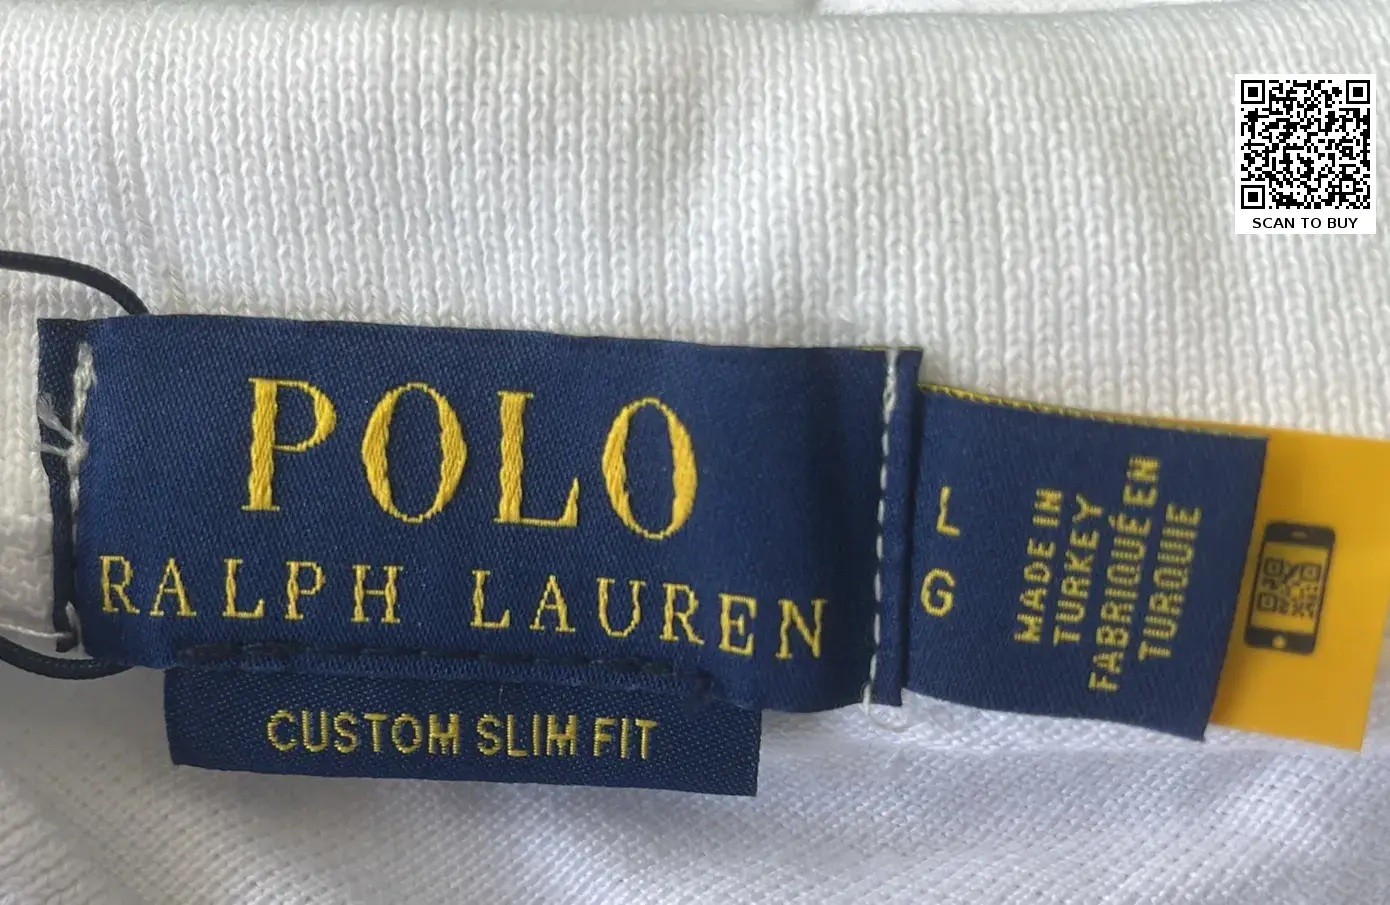 SCAN TO BUY
POLO
RALPH LAUREN
CUSTOM SLIM FIT
L
G
MADE IN
TURKEY
FABRIQUÉ EN
TURQUIE